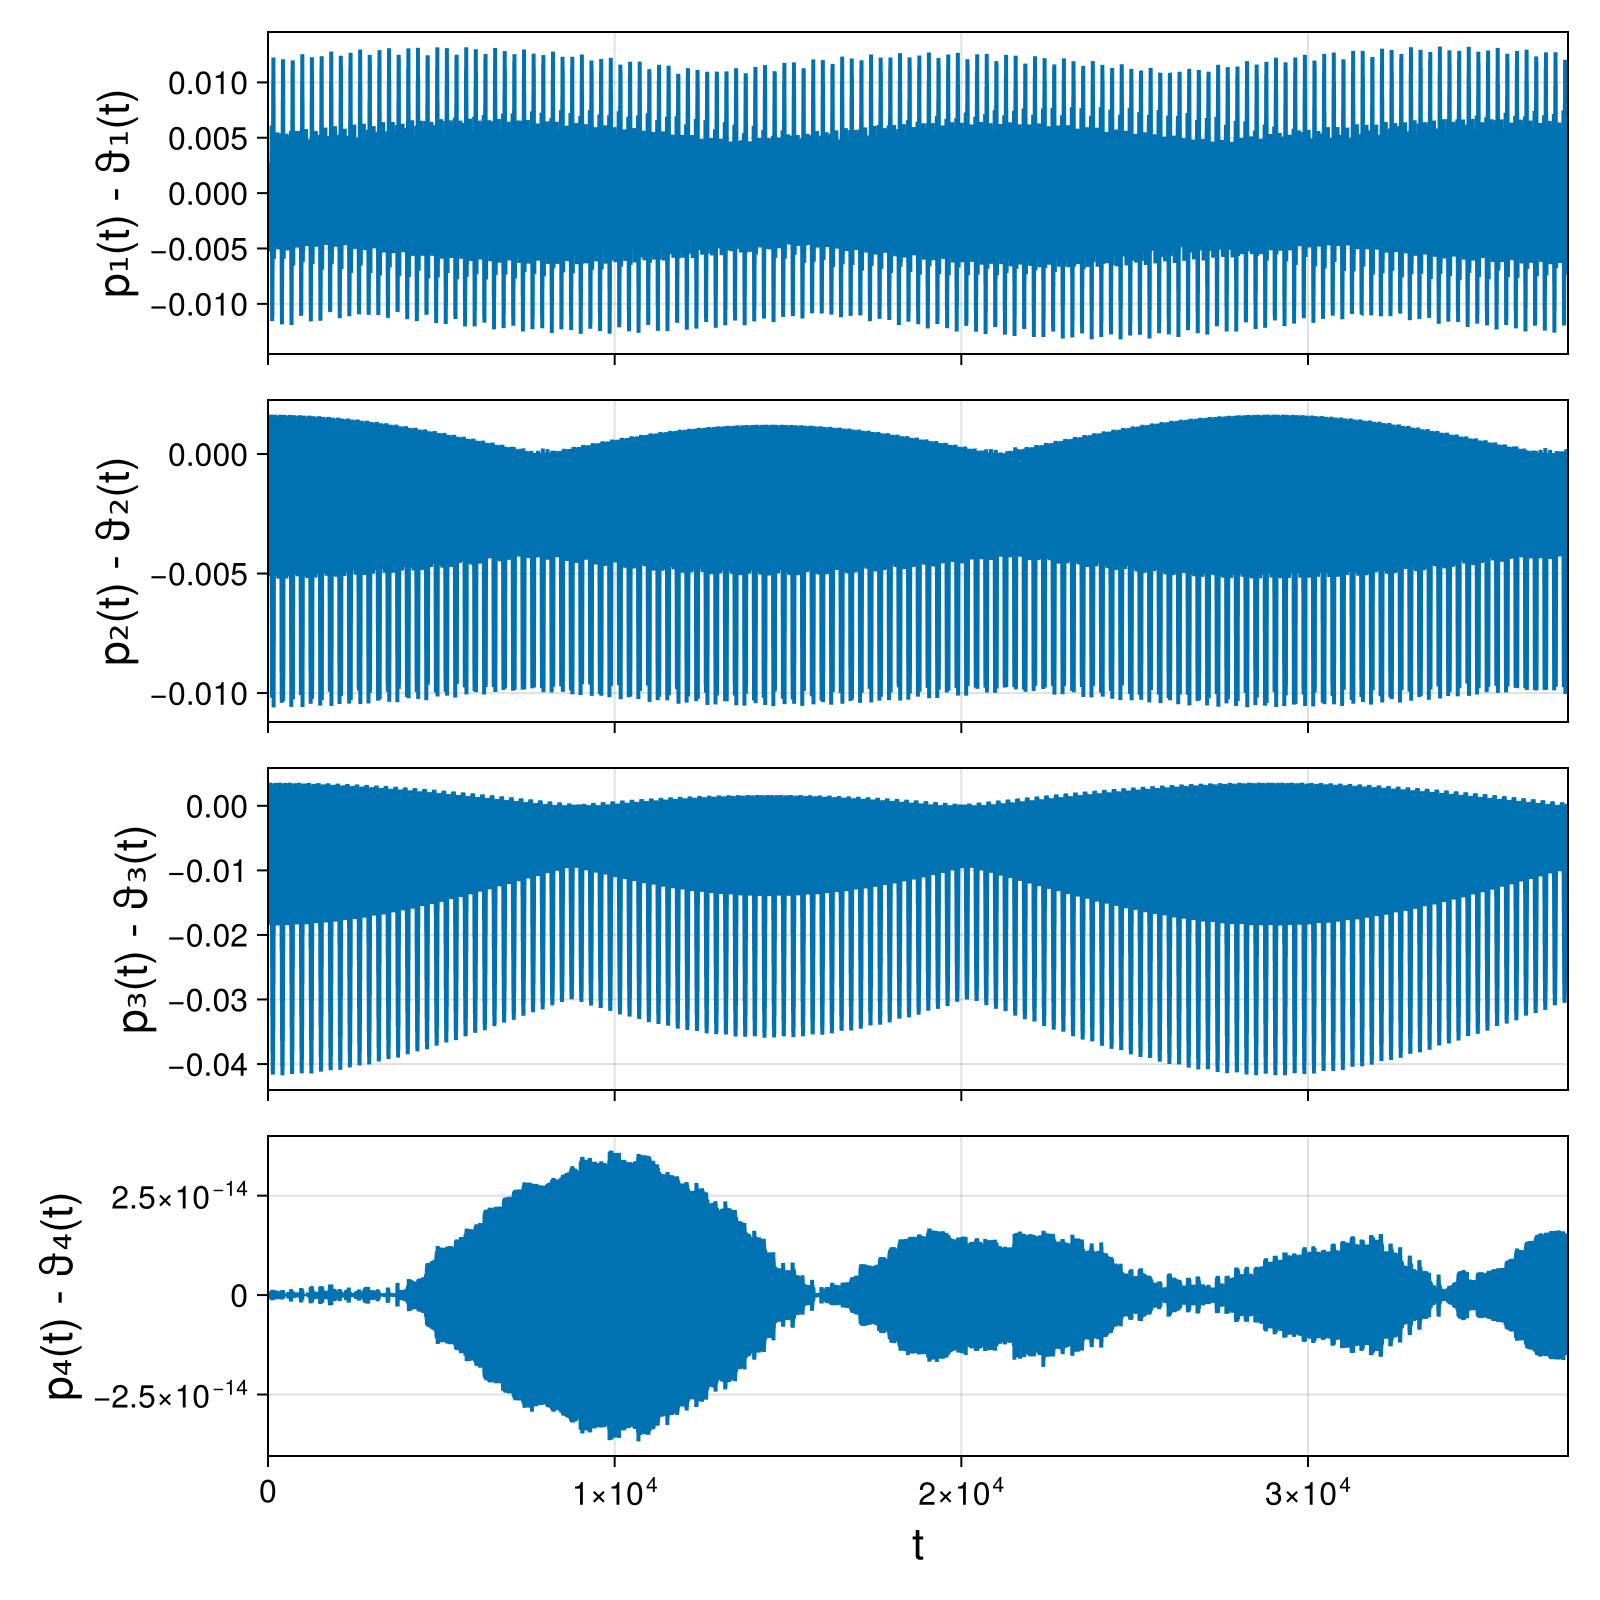 p₁(t) - ϑ₁(t)
0.010
0.005
0.000
−0.005
−0.010
p₂(t) - ϑ₂(t)
0.000
−0.005
−0.010
p₃(t) - ϑ₃(t)
0.00
−0.01
−0.02
−0.03
−0.04
p₄(t) - ϑ₄(t)
2.5×10⁻¹⁴
0
−2.5×10⁻¹⁴
0 1×10⁴ 2×10⁴ 3×10⁴
t